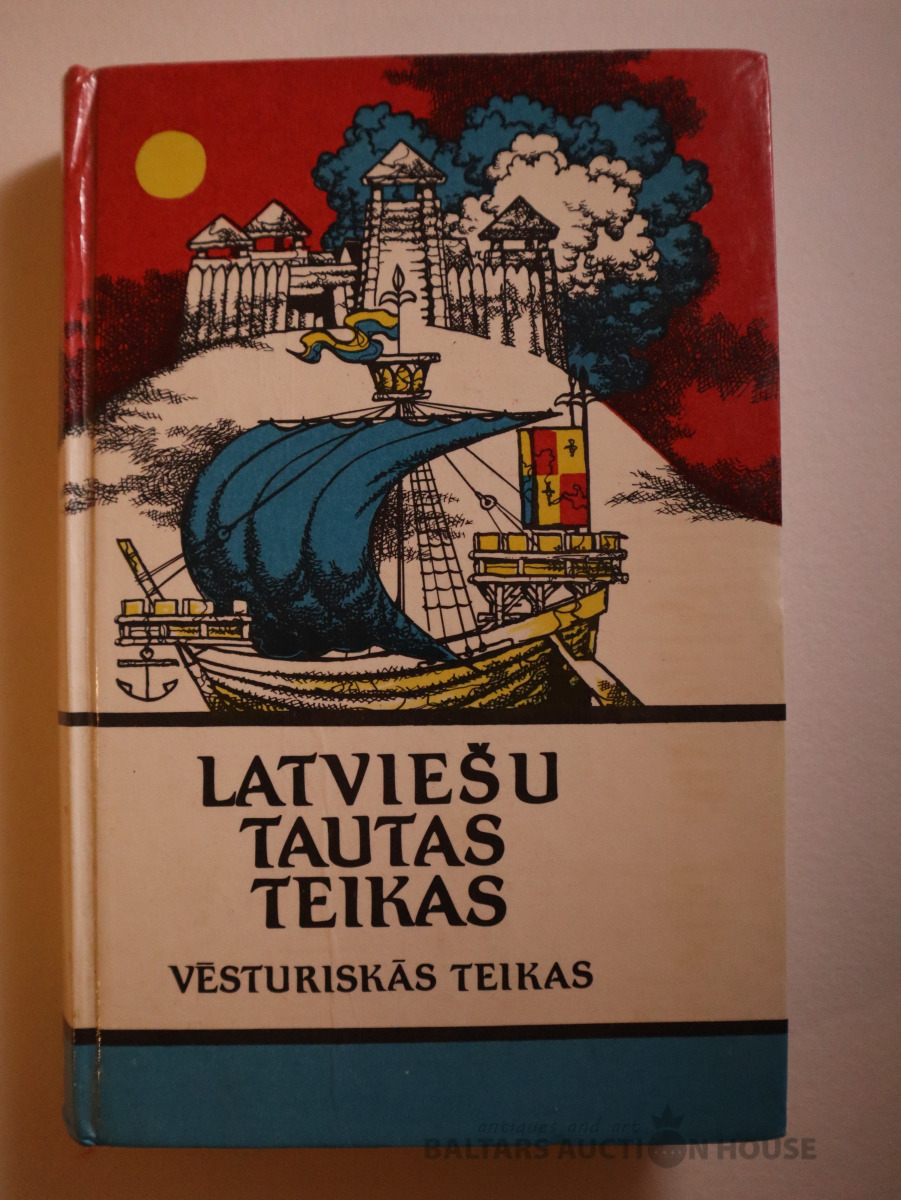 LATVIEŠU
TAUTAS
TEIKAS
VĒSTURISKĀS TEIKAS
antiques and art
BALTARS AUCTION HOUSE